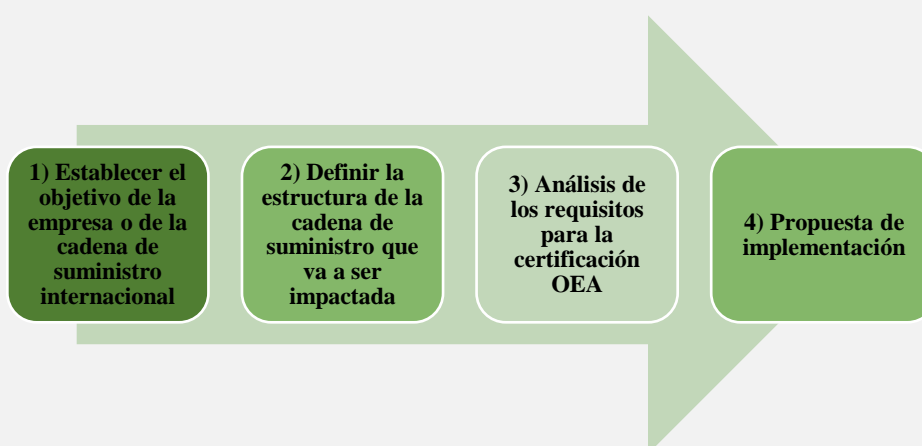 1) Establecer el
objetivo de la
empresa o de la
cadena de
suministro
internacional
2) Definir la
estructura de la
cadena de
suministro que
va a ser
impactada
3) Análisis de
los requisitos
para la
certificación
OEA
4) Propuesta de
implementación